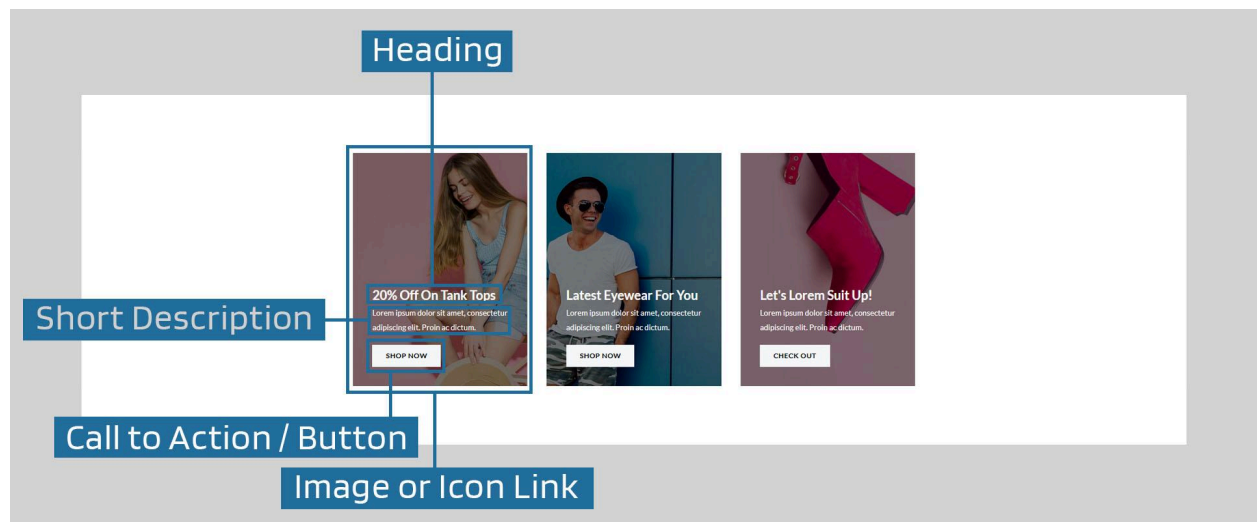 Heading
20% Off On Tank Tops
Lorem ipsum dolor sit amet, consectetur
adipiscing elit. Proin ac dictum.
SHOP NOW
Latest Eyewear For You
Lorem ipsum dolor sit amet, consectetur
adipiscing elit. Proin ac dictum.
SHOP NOW
Let's Lorem Suit Up!
Lorem ipsum dolor sit amet, consectetur
adipiscing elit. Proin ac dictum.
CHECK OUT
Short Description
Call to Action / Button
Image or Icon Link